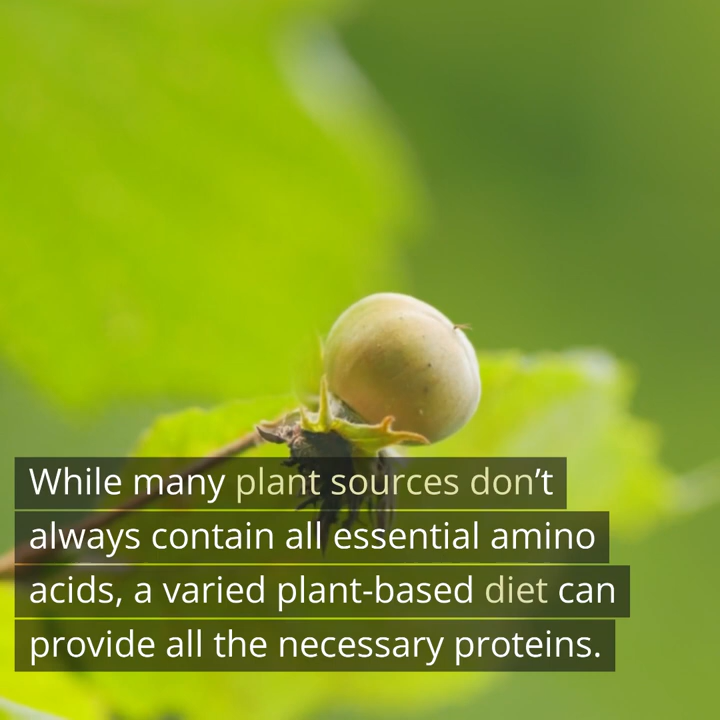 While many plant sources don’t
always contain all essential amino
acids, a varied plant-based diet can
provide all the necessary proteins.